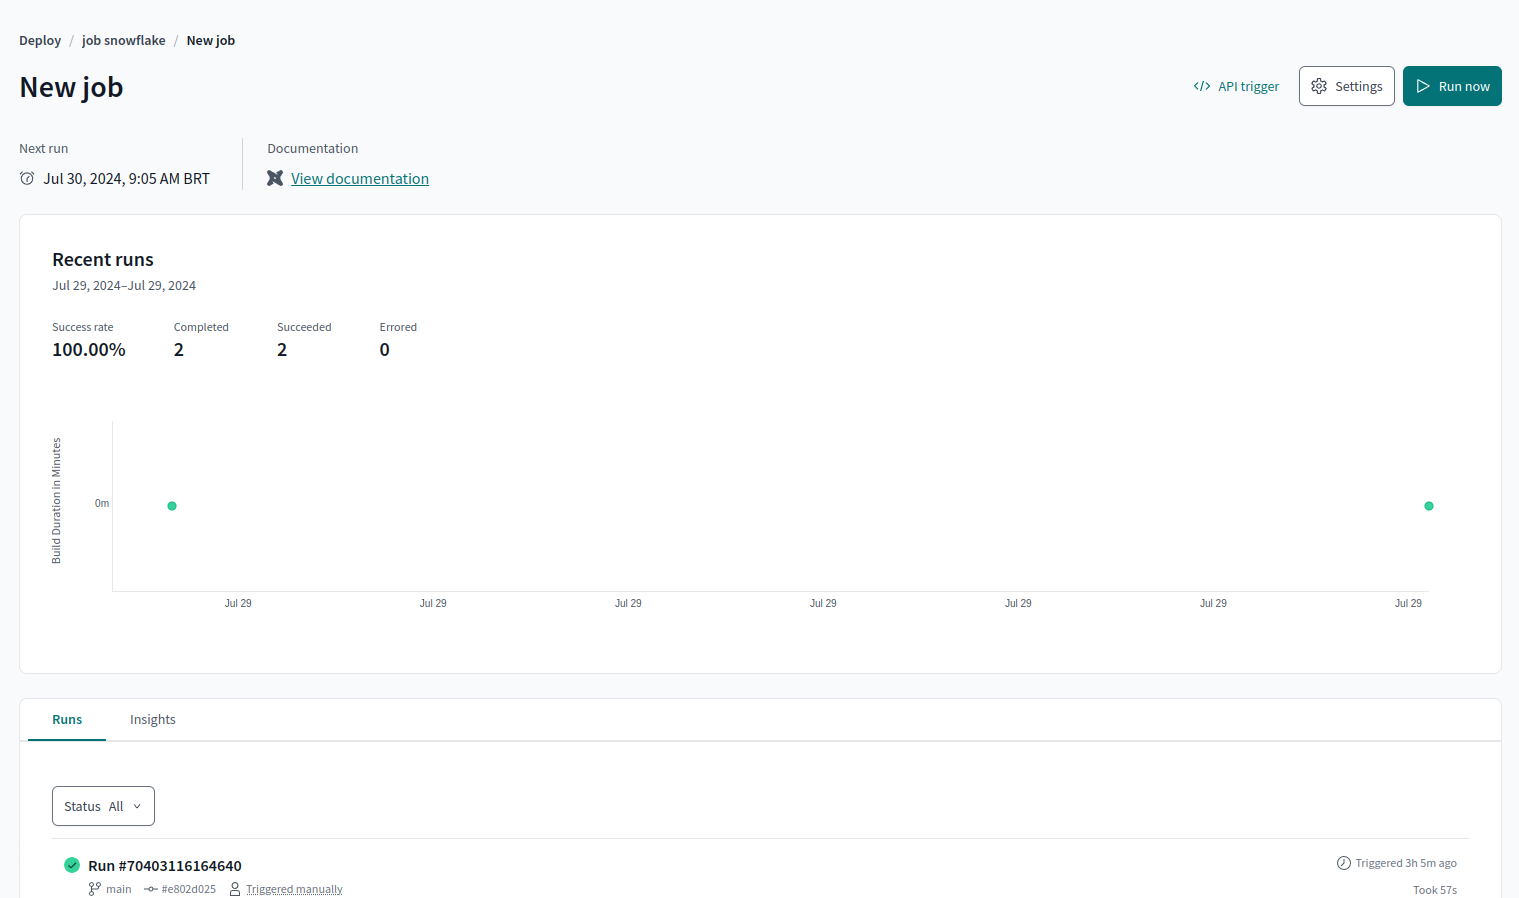 Deploy / job snowflake / New job
New job
API trigger
Settings
Run now
Next run
Jul 30, 2024, 9:05 AM BRT
Documentation
View documentation
Recent runs
Jul 29, 2024–Jul 29, 2024
Success rate
100.00%
Completed
2
Succeeded
2
Errored
0
Build Duration in Minutes
0m
Jul 29 Jul 29 Jul 29 Jul 29 Jul 29 Jul 29 Jul 29
Runs Insights
Status All
Run #70403116164640
Triggered 3h 5m ago
main #e802d025 Triggered manually
Took 57s